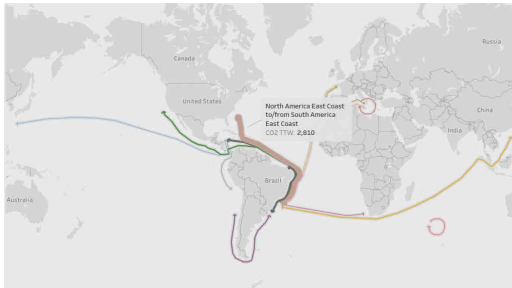 Russia
Canada
United States
North America East Coast
to/from South America
East Coast
CO2 TTW: 2,810
China
India
Brazil
Australia